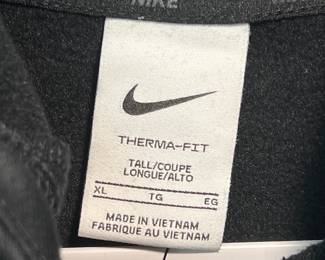 NIKE
THERMA-FIT
TALL/COUPE
LONGUE/ALTO
XL TG EG
MADE IN VIETNAM
FABRIQUE AU VIETNAM